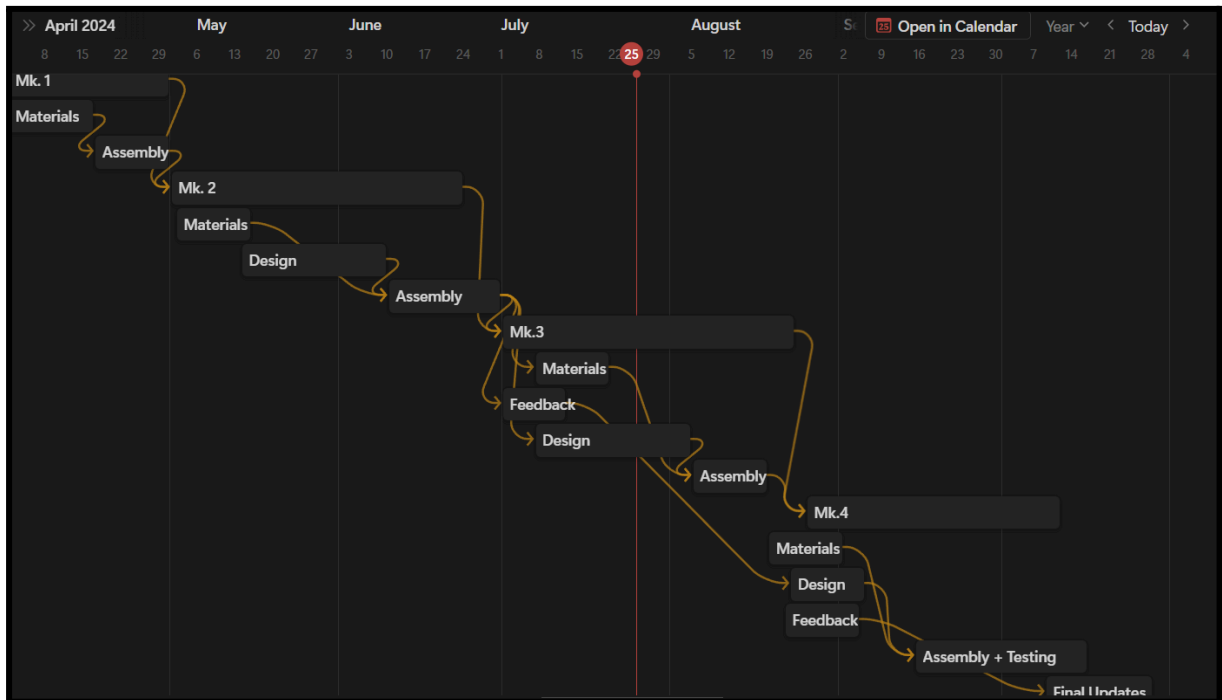 April 2024 May June July August Open in Calendar Year Today
8 15 22 29 6 13 20 27 3 10 17 24 1 8 15 22 25 29 5 12 19 26 2 9 16 23 30 7 14 21 28 4
Mk. 1
Materials
Assembly
Mk. 2
Materials
Design
Assembly
Mk.3
Materials
Feedback
Design
Assembly
Mk.4
Materials
Design
Feedback
Assembly + Testing
Final Updates